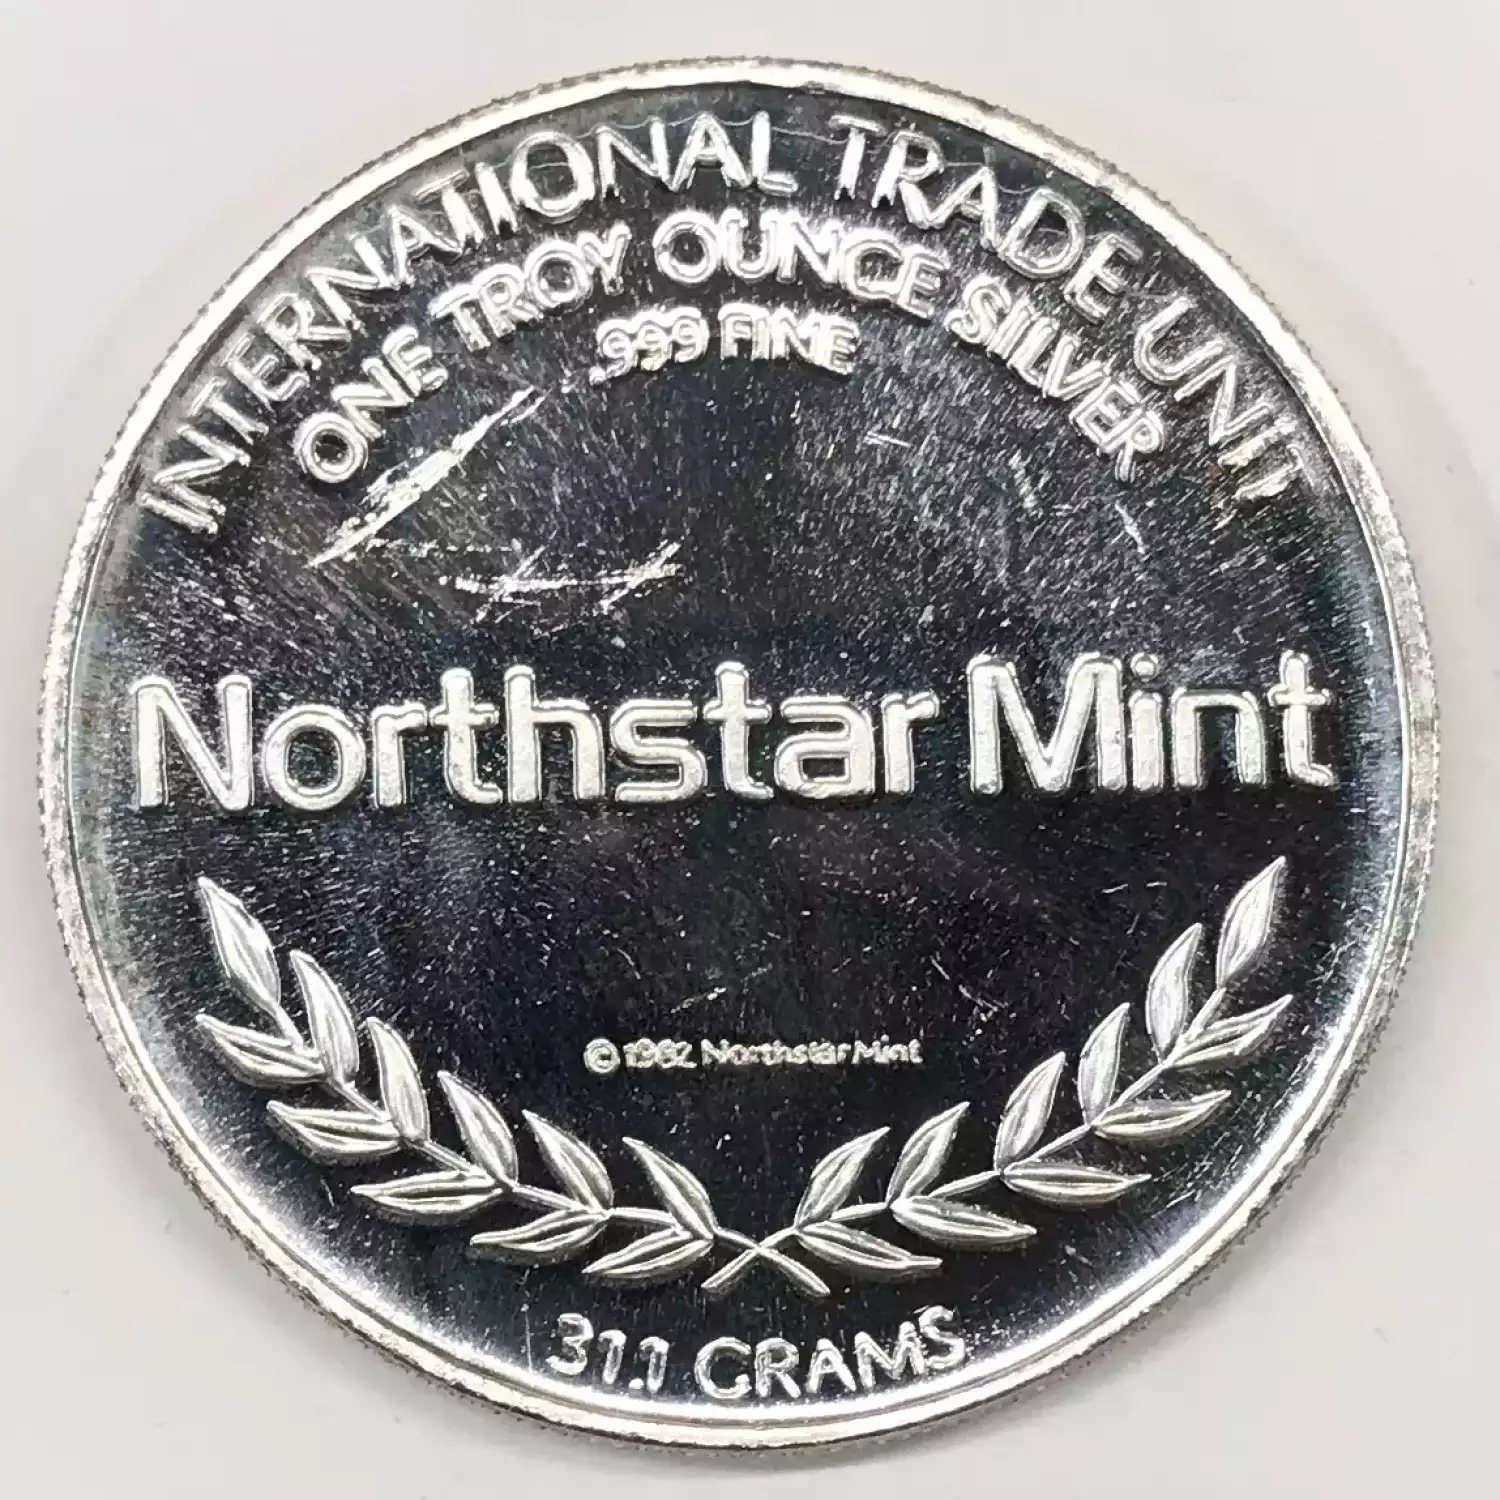 INTERNATIONAL TRADE UNIT
ONE TROY OUNCE SILVER
.999 FINE
Northstar Mint
© 1982 Northstar Mint
31.1 GRAMS